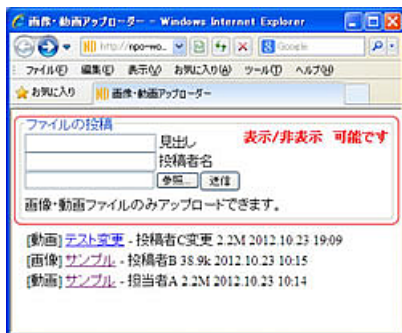 画像・動画アップローダー - Windows Internet Explorer
http://npo-wo...
Google
ファイル(F) 編集(E) 表示(V) お気に入り(A) ツール(T) ヘルプ(H)
お気に入り 画像・動画アップローダー
ファイルの投稿
見出し 表示/非表示 可能です
投稿者名
参照... 送信
画像・動画ファイルのみアップロードできます。
[動画] テスト変更 - 投稿者C変更 2.2M 2012.10.23 19:09
[画像] サンプル - 投稿者B 38.9k 2012.10.23 10:15
[動画] サンプル - 担当者A 2.2M 2012.10.23 10:14